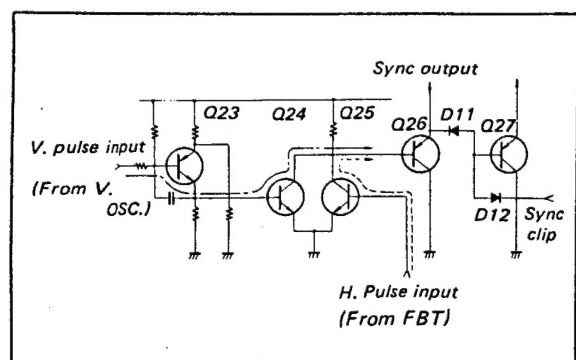 Sync output
Q23
Q24
Q25
D11
Q26
Q27
V. pulse input
(From V.
OSC.)
D12
Sync
clip
H. Pulse input
(From FBT)